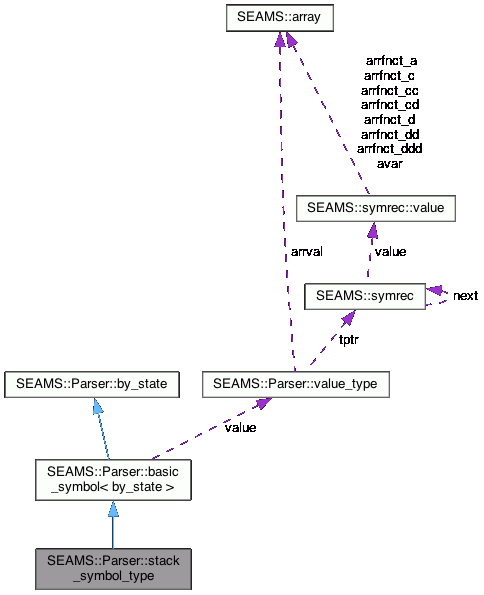 SEAMS::array
arrfnct_a
arrfnct_c
arrfnct_cc
arrfnct_cd
arrfnct_d
arrfnct_dd
arrfnct_ddd
avar
SEAMS::symrec::value
arrval
value
SEAMS::symrec
next
tptr
SEAMS::Parser::by_state
SEAMS::Parser::value_type
value
SEAMS::Parser::basic
_symbol< by_state >
SEAMS::Parser::stack
_symbol_type